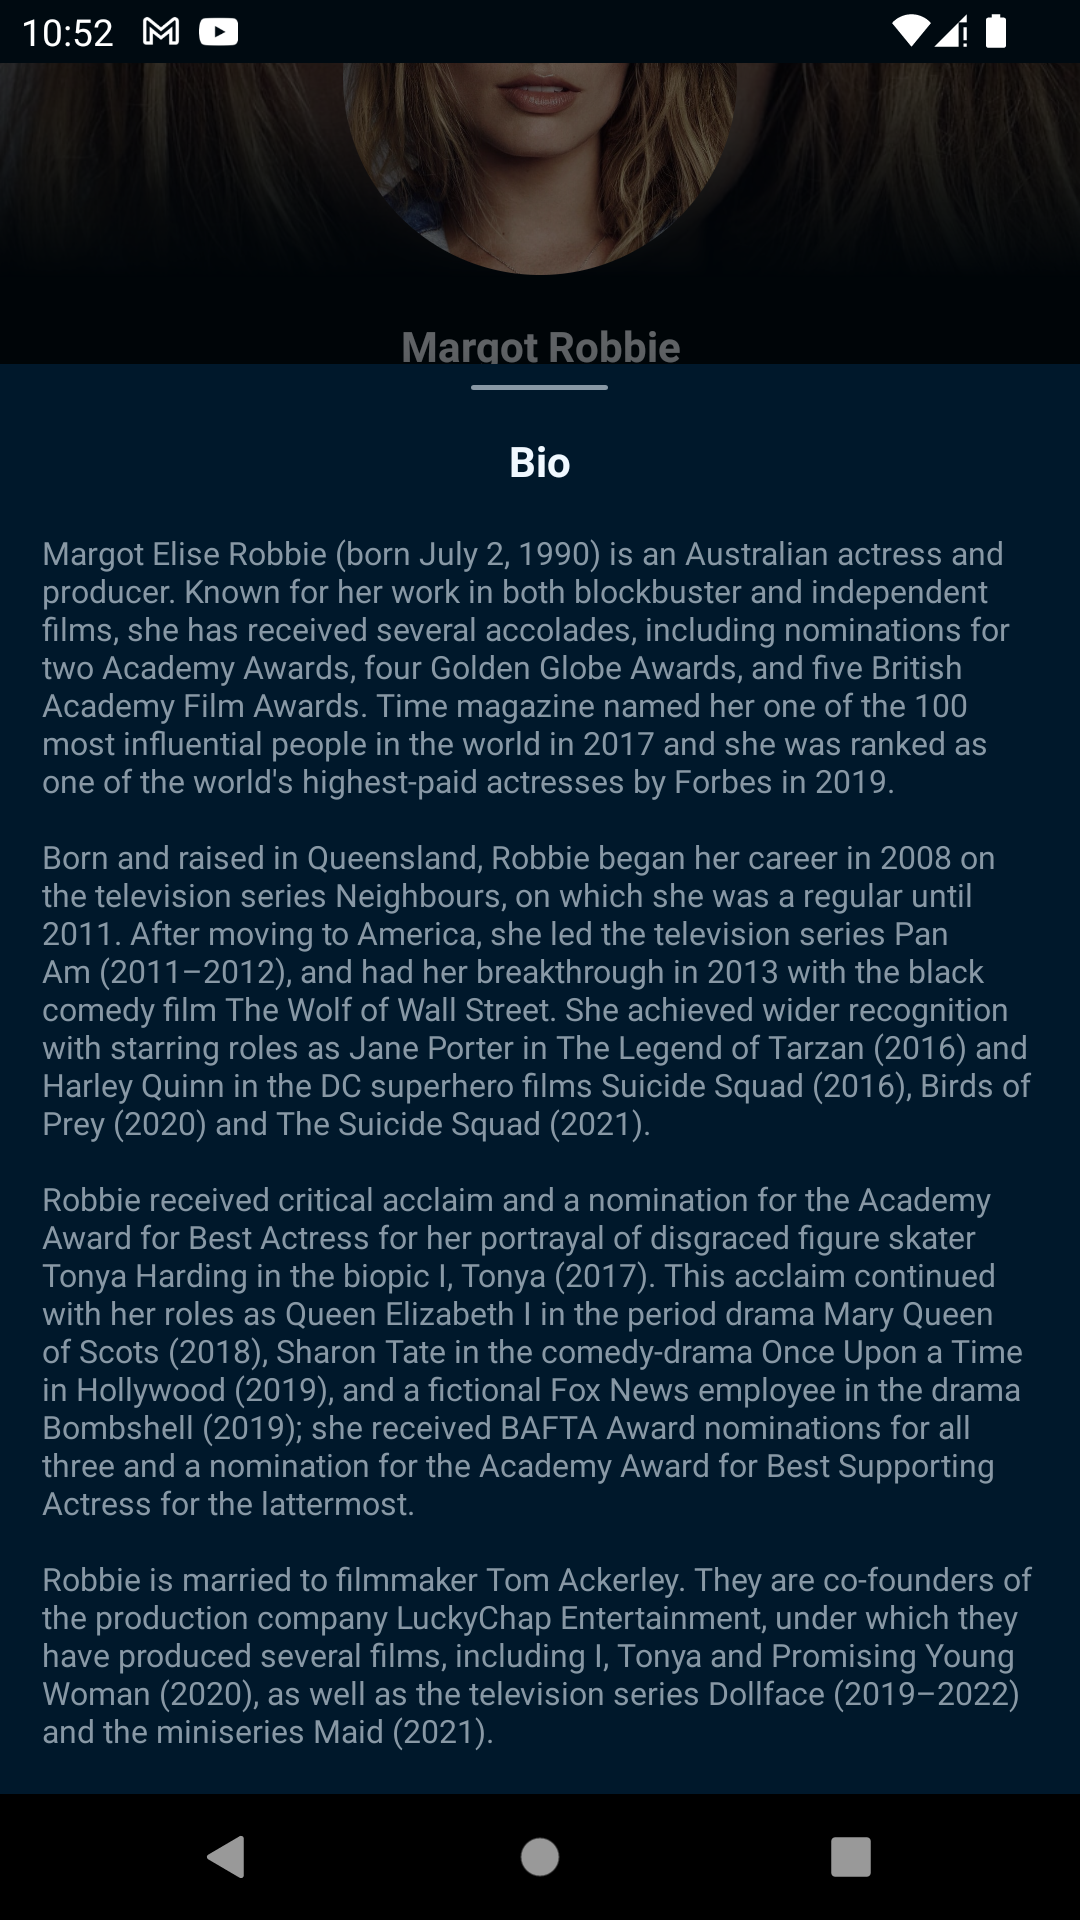 10:52
Margot Robbie
Bio
Margot Elise Robbie (born July 2, 1990) is an Australian actress and
producer. Known for her work in both blockbuster and independent
films, she has received several accolades, including nominations for
two Academy Awards, four Golden Globe Awards, and five British
Academy Film Awards. Time magazine named her one of the 100
most influential people in the world in 2017 and she was ranked as
one of the world's highest-paid actresses by Forbes in 2019.
Born and raised in Queensland, Robbie began her career in 2008 on
the television series Neighbours, on which she was a regular until
2011. After moving to America, she led the television series Pan
Am (2011–2012), and had her breakthrough in 2013 with the black
comedy film The Wolf of Wall Street. She achieved wider recognition
with starring roles as Jane Porter in The Legend of Tarzan (2016) and
Harley Quinn in the DC superhero films Suicide Squad (2016), Birds of
Prey (2020) and The Suicide Squad (2021).
Robbie received critical acclaim and a nomination for the Academy
Award for Best Actress for her portrayal of disgraced figure skater
Tonya Harding in the biopic I, Tonya (2017). This acclaim continued
with her roles as Queen Elizabeth I in the period drama Mary Queen
of Scots (2018), Sharon Tate in the comedy-drama Once Upon a Time
in Hollywood (2019), and a fictional Fox News employee in the drama
Bombshell (2019); she received BAFTA Award nominations for all
three and a nomination for the Academy Award for Best Supporting
Actress for the lattermost.
Robbie is married to filmmaker Tom Ackerley. They are co-founders of
the production company LuckyChap Entertainment, under which they
have produced several films, including I, Tonya and Promising Young
Woman (2020), as well as the television series Dollface (2019–2022)
and the miniseries Maid (2021).